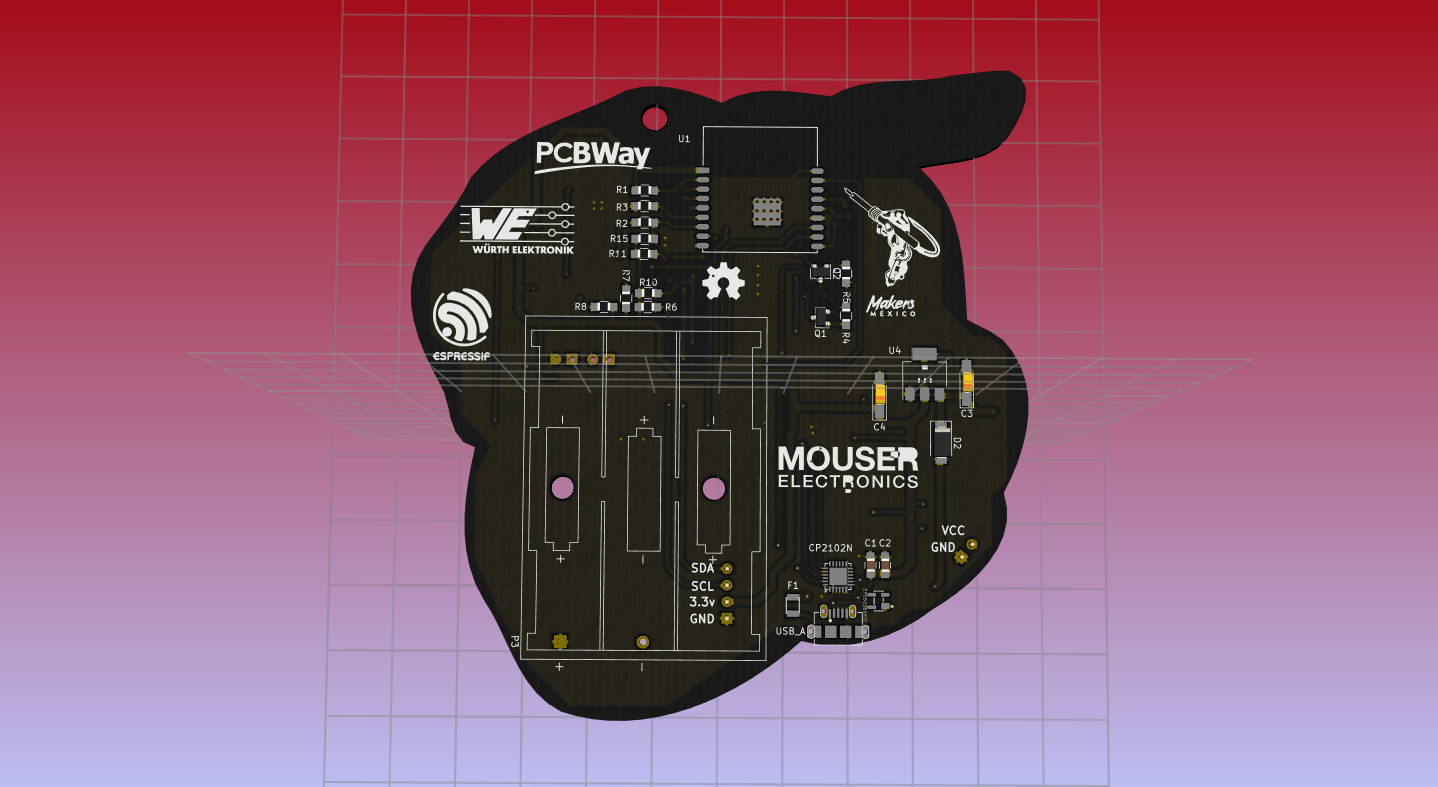 U1
PCBWay
R1
R3
R2
R15
R11
WE
WÜRTH ELEKTRONIK
R7
R10
R8
R6
Q2
R5
Q1
R4
Makers
MEXICO
ESPRESSIF
U4
C3
C4
D2
MOUSER
ELECTRONICS
VCC
GND
CP2102N
C1 C2
F1
SDA
SCL
3.3v
GND
USB_A
P3